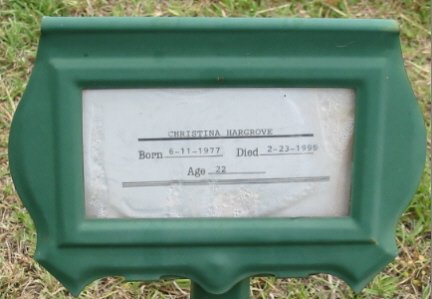 CHRISTINA HARGROVE
Born 6-11-1977 Died 2-23-1999
Age 22